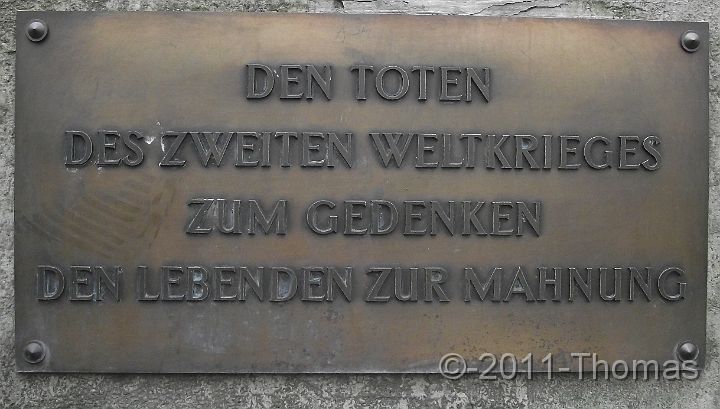 DEN TOTEN
DES ZWEITEN WELTKRIEGES
ZUM GEDENKEN
DEN LEBENDEN ZUR MAHNUNG
©-2011-Thomas